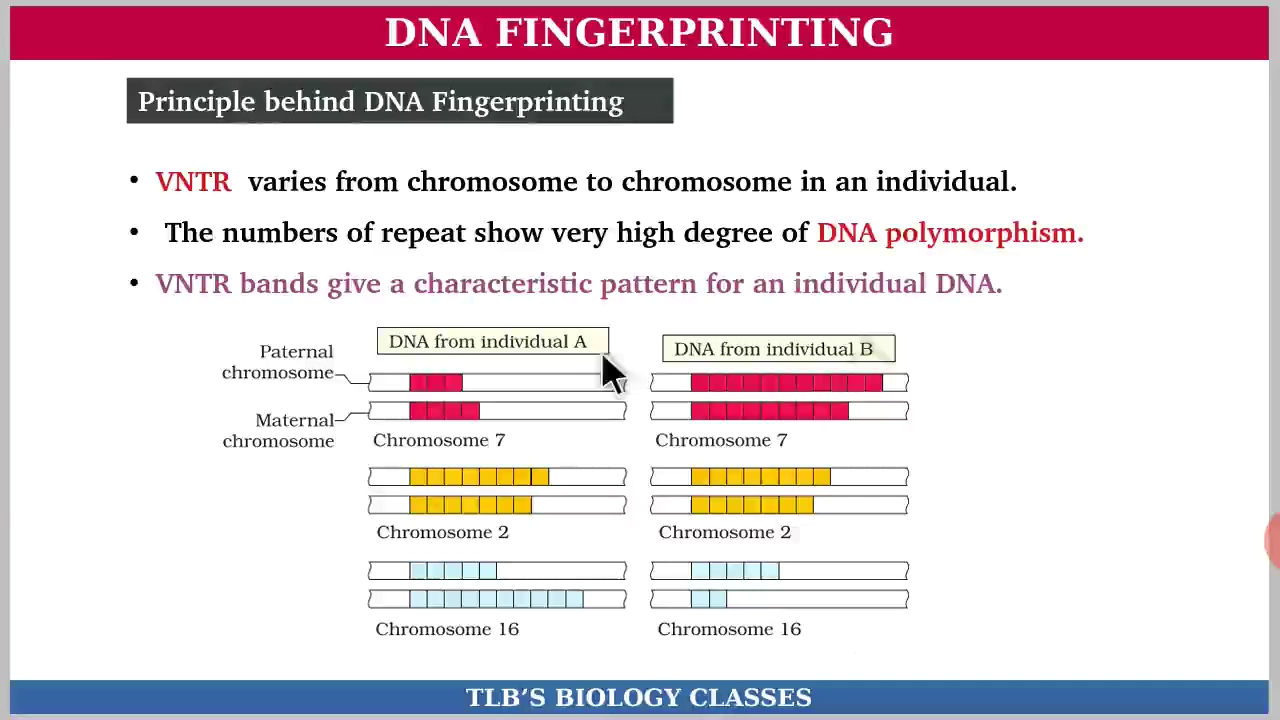 DNA FINGERPRINTING
Principle behind DNA Fingerprinting
• VNTR varies from chromosome to chromosome in an individual.
• The numbers of repeat show very high degree of DNA polymorphism.
• VNTR bands give a characteristic pattern for an individual DNA.
DNA from individual A
DNA from individual B
Paternal
chromosome
Maternal
chromosome
Chromosome 7
Chromosome 7
Chromosome 2
Chromosome 2
Chromosome 16
Chromosome 16
TLB'S BIOLOGY CLASSES